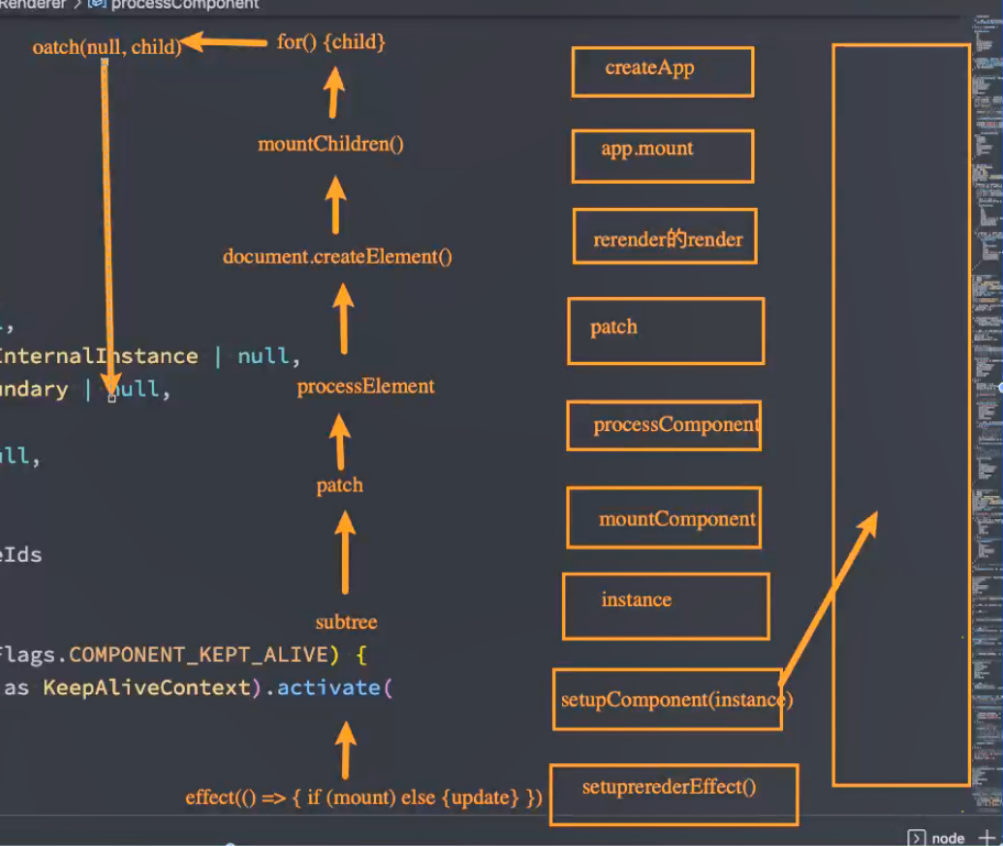 Renderer > processComponent
oatch(null, child)
for() {child}
mountChildren()
document.createElement()
processElement
patch
subtree
effect(() => { if (mount) else {update} })
createApp
app.mount
rerender的render
patch
processComponent
mountComponent
instance
setupComponent(instance)
setuprerederEffect()
InternalInstance | null,
undary | null,
ll,
eIds
Flags.COMPONENT_KEPT_ALIVE) {
as KeepAliveContext).activate(
node